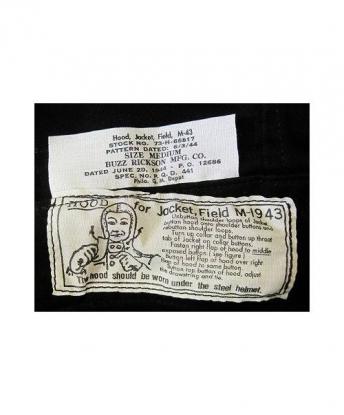 Hood, Jacket, Field, M-43
STOCK NO. 73-H-66817
PATTERN DATED: 6/3/44
SIZE MEDIUM
BUZZ RICKSON MFG. CO.
DATED JUNE 20, 1944 - P. O. 12686
SPEC. No. P. Q. D. 441
Phila. Q. M. Depot
HOOD for Jacket, Field M-1943
Unbutton shoulder loops of Jacket
button hood over shoulder buttons and
rebutton shoulder loops.
Turn up collar and button up throat
tab of Jacket on collar buttons.
Fasten right flap of hood to middle
exposed button ( see figure )
Button left flap of hood over right
flap of hood to same button.
Button top button of hood, adjust
the drawstring and tie.
The hood should be worn under the steel helmet.